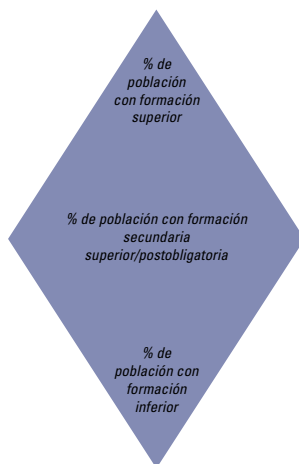 % de
población
con formación
superior
% de población con formación
secundaria
superior/postobligatoria
% de
población con
formación
inferior